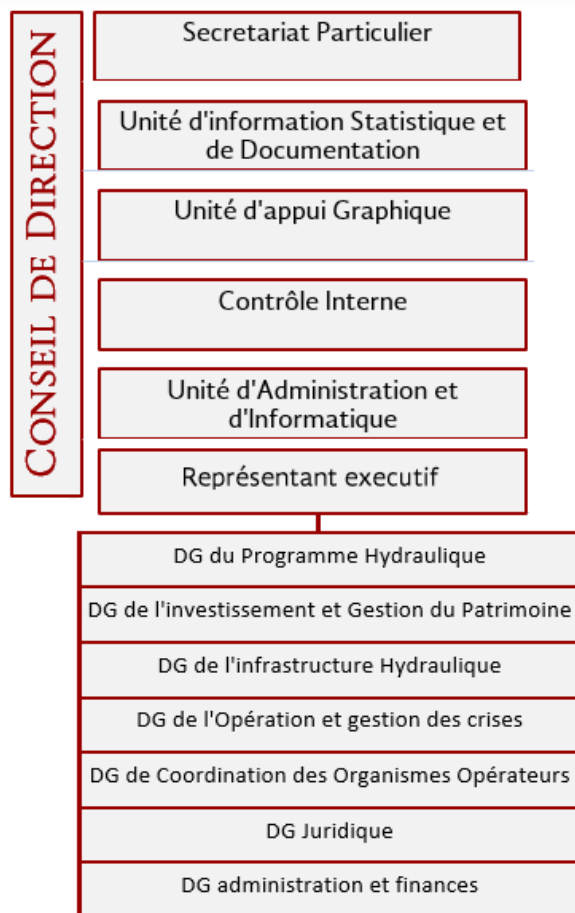 CONSEIL DE DIRECTION
Secretariat Particulier
Unité d'information Statistique et
de Documentation
Unité d'appui Graphique
Contrôle Interne
Unité d'Administration et
d'Informatique
Représentant executif
DG du Programme Hydraulique
DG de l'investissement et Gestion du Patrimoine
DG de l'infrastructure Hydraulique
DG de l'Opération et gestion des crises
DG de Coordination des Organismes Opérateurs
DG Juridique
DG administration et finances